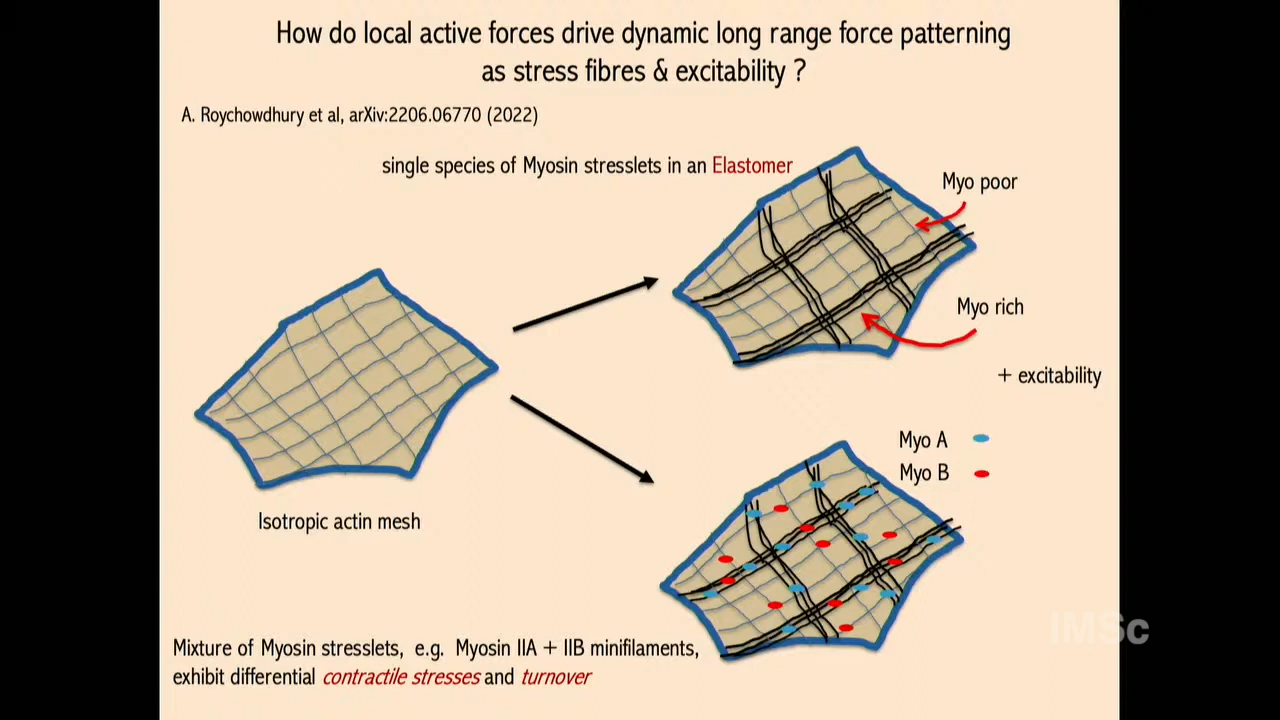 How do local active forces drive dynamic long range force patterning
as stress fibres & excitability ?
A. Roychowdhury et al, arXiv:2206.06770 (2022)
single species of Myosin stresslets in an Elastomer
Myo poor
Myo rich
+ excitability
Myo A
Myo B
Isotropic actin mesh
IMSc
Mixture of Myosin stresslets, e.g. Myosin IIA + IIB minifilaments,
exhibit differential contractile stresses and turnover